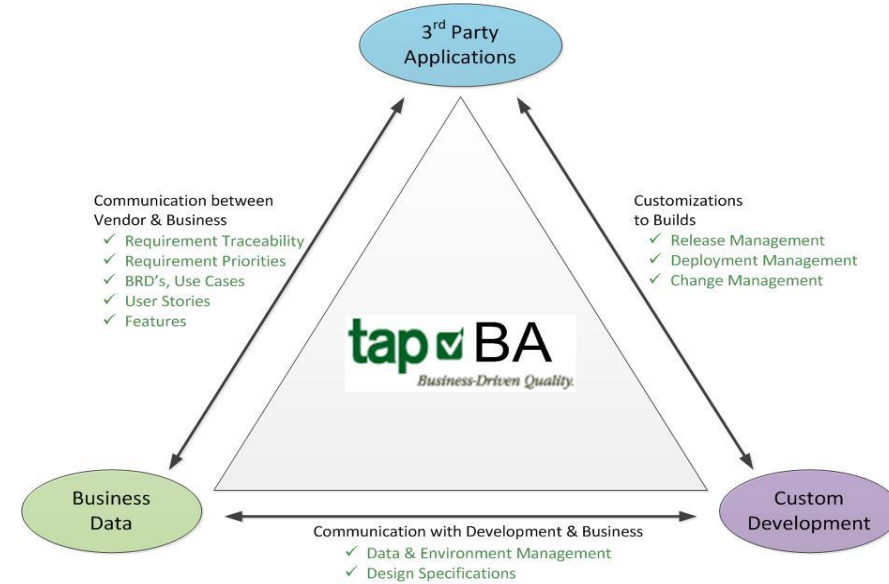 3rd Party
Applications
Communication between
Vendor & Business
✓ Requirement Traceability
✓ Requirement Priorities
✓ BRD's, Use Cases
✓ User Stories
✓ Features
Customizations
to Builds
✓ Release Management
✓ Deployment Management
✓ Change Management
tap BA
Business-Driven Quality.
Business
Data
Custom
Development
Communication with Development & Business
✓ Data & Environment Management
✓ Design Specifications